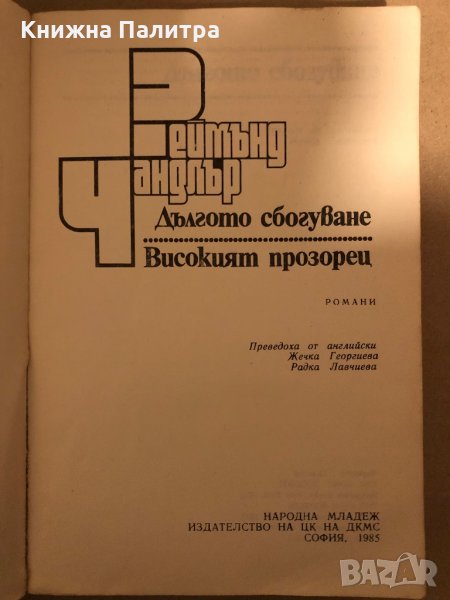 Книжна Палитра
Реймънд
Чандлър
Дългото сбогуване
Високият прозорец
РОМАНИ
Преведоха от английски
Жечка Георгиева
Радка Лавчиева
НАРОДНА МЛАДЕЖ
ИЗДАТЕЛСТВО НА ЦК НА ДКМС
СОФИЯ, 1985
BAZAR